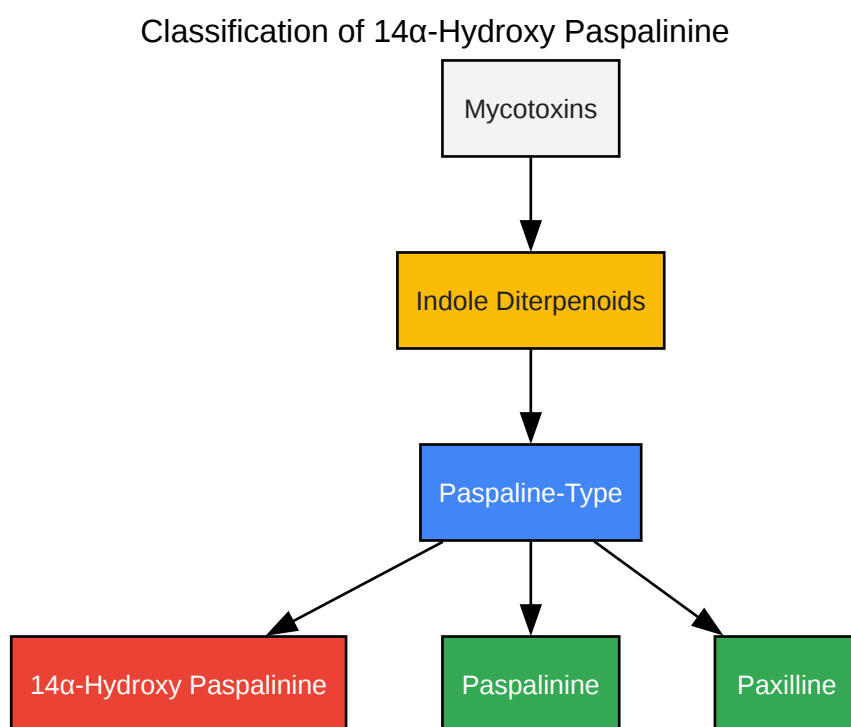 Classification of 14α-Hydroxy Paspalinine
Mycotoxins
Indole Diterpenoids
Paspaline-Type
14α-Hydroxy Paspalinine
Paspalinine
Paxilline